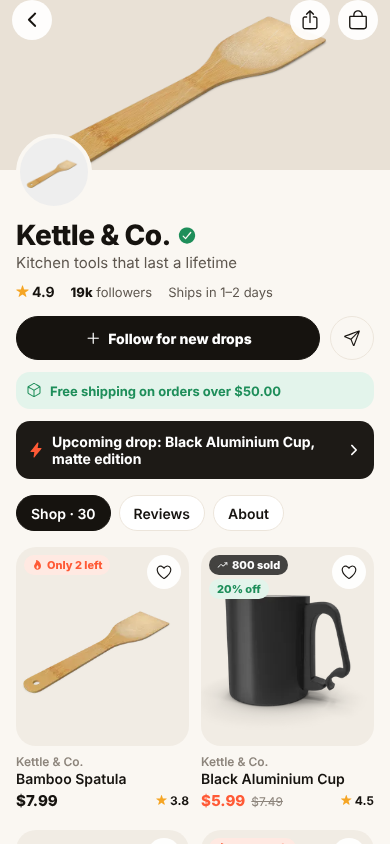 Kettle & Co.
Kitchen tools that last a lifetime
4.9 19k followers Ships in 1–2 days
Follow for new drops
Free shipping on orders over $50.00
Upcoming drop: Black Aluminium Cup,
matte edition
Shop · 30 Reviews About
Only 2 left
800 sold
20% off
Kettle & Co.
Bamboo Spatula
$7.99 3.8
Kettle & Co.
Black Aluminium Cup
$5.99 $7.49 4.5